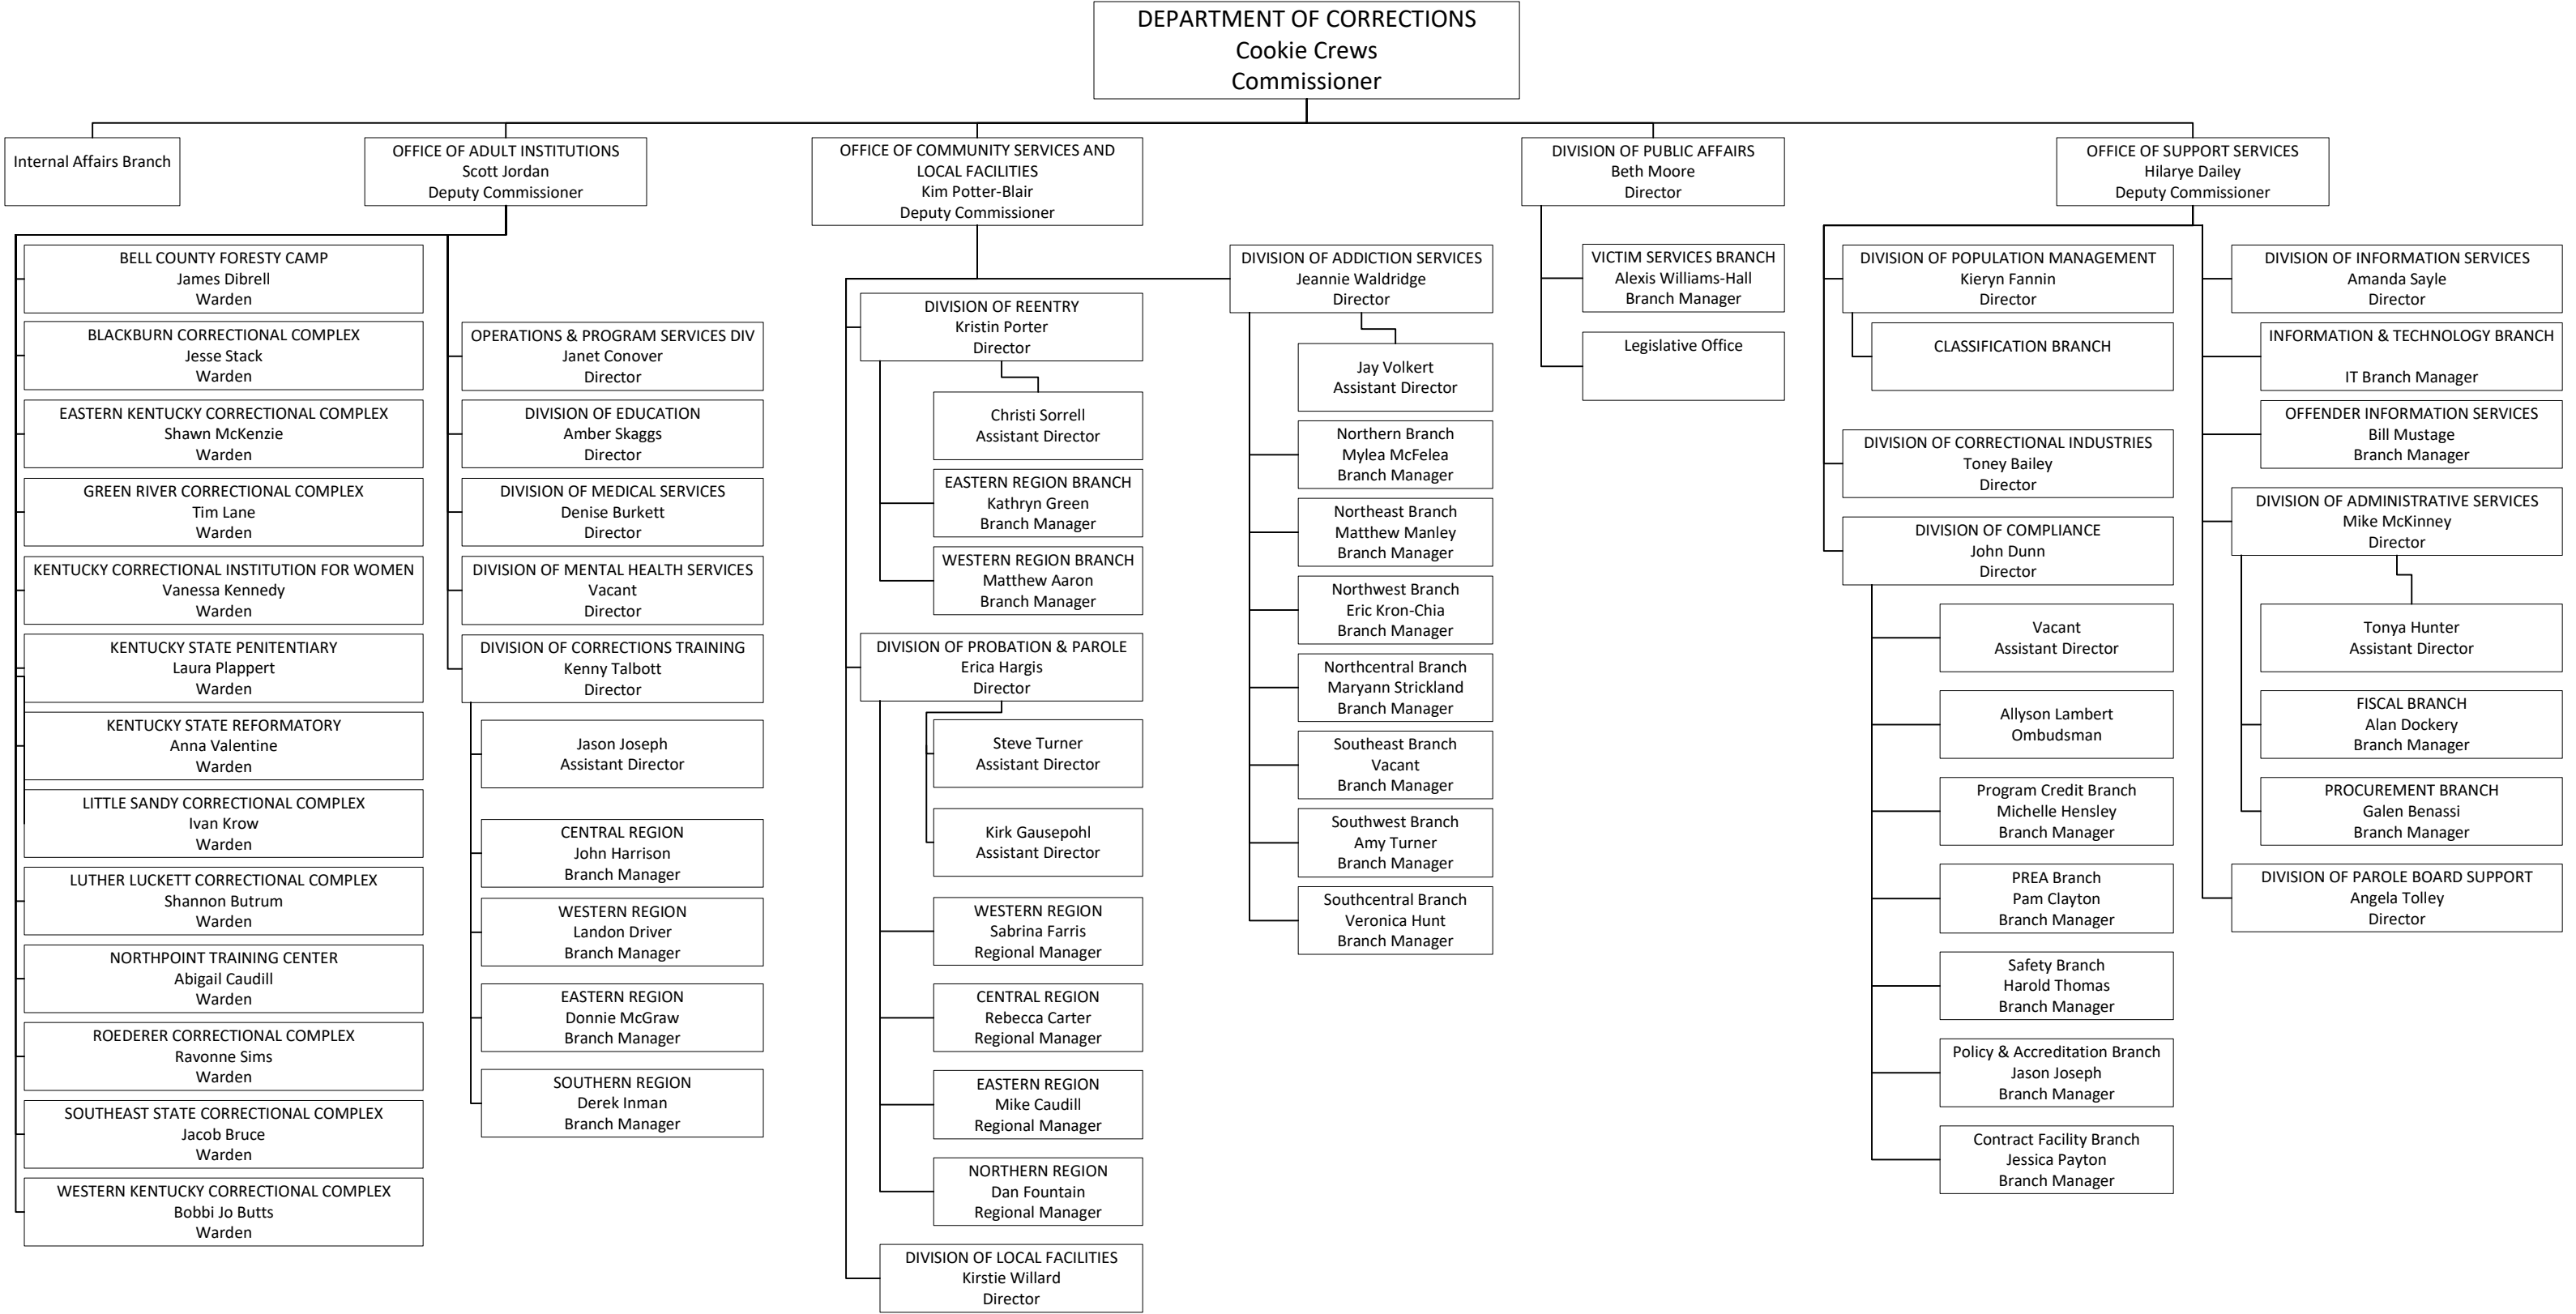 DEPARTMENT OF CORRECTIONS
Cookie Crews
Commissioner
Internal Affairs Branch
OFFICE OF ADULT INSTITUTIONS
Scott Jordan
Deputy Commissioner
OFFICE OF COMMUNITY SERVICES AND
LOCAL FACILITIES
Kim Potter-Blair
Deputy Commissioner
DIVISION OF PUBLIC AFFAIRS
Beth Moore
Director
OFFICE OF SUPPORT SERVICES
Hilarye Dailey
Deputy Commissioner
BELL COUNTY FORESTY CAMP
James Dibrell
Warden
BLACKBURN CORRECTIONAL COMPLEX
Jesse Stack
Warden
EASTERN KENTUCKY CORRECTIONAL COMPLEX
Shawn McKenzie
Warden
GREEN RIVER CORRECTIONAL COMPLEX
Tim Lane
Warden
KENTUCKY CORRECTIONAL INSTITUTION FOR WOMEN
Vanessa Kennedy
Warden
KENTUCKY STATE PENITENTIARY
Laura Plappert
Warden
KENTUCKY STATE REFORMATORY
Anna Valentine
Warden
LITTLE SANDY CORRECTIONAL COMPLEX
Ivan Krow
Warden
LUTHER LUCKETT CORRECTIONAL COMPLEX
Shannon Butrum
Warden
NORTHPOINT TRAINING CENTER
Abigail Caudill
Warden
ROEDERER CORRECTIONAL COMPLEX
Ravonne Sims
Warden
SOUTHEAST STATE CORRECTIONAL COMPLEX
Jacob Bruce
Warden
WESTERN KENTUCKY CORRECTIONAL COMPLEX
Bobbi Jo Butts
Warden
OPERATIONS & PROGRAM SERVICES DIV
Janet Conover
Director
DIVISION OF EDUCATION
Amber Skaggs
Director
DIVISION OF MEDICAL SERVICES
Denise Burkett
Director
DIVISION OF MENTAL HEALTH SERVICES
Vacant
Director
DIVISION OF CORRECTIONS TRAINING
Kenny Talbott
Director
Jason Joseph
Assistant Director
CENTRAL REGION
John Harrison
Branch Manager
WESTERN REGION
Landon Driver
Branch Manager
EASTERN REGION
Donnie McGraw
Branch Manager
SOUTHERN REGION
Derek Inman
Branch Manager
DIVISION OF REENTRY
Kristin Porter
Director
Christi Sorrell
Assistant Director
EASTERN REGION BRANCH
Kathryn Green
Branch Manager
WESTERN REGION BRANCH
Matthew Aaron
Branch Manager
DIVISION OF PROBATION & PAROLE
Erica Hargis
Director
Steve Turner
Assistant Director
Kirk Gausepohl
Assistant Director
WESTERN REGION
Sabrina Farris
Regional Manager
CENTRAL REGION
Rebecca Carter
Regional Manager
EASTERN REGION
Mike Caudill
Regional Manager
NORTHERN REGION
Dan Fountain
Regional Manager
DIVISION OF LOCAL FACILITIES
Kirstie Willard
Director
DIVISION OF ADDICTION SERVICES
Jeannie Waldridge
Director
Jay Volkert
Assistant Director
Northern Branch
Mylea McFelea
Branch Manager
Northeast Branch
Matthew Manley
Branch Manager
Northwest Branch
Eric Kron-Chia
Branch Manager
Northcentral Branch
Maryann Strickland
Branch Manager
Southeast Branch
Vacant
Branch Manager
Southwest Branch
Amy Turner
Branch Manager
Southcentral Branch
Veronica Hunt
Branch Manager
VICTIM SERVICES BRANCH
Alexis Williams-Hall
Branch Manager
Legislative Office
DIVISION OF POPULATION MANAGEMENT
Kieryn Fannin
Director
CLASSIFICATION BRANCH
DIVISION OF CORRECTIONAL INDUSTRIES
Toney Bailey
Director
DIVISION OF COMPLIANCE
John Dunn
Director
Vacant
Assistant Director
Allyson Lambert
Ombudsman
Program Credit Branch
Michelle Hensley
Branch Manager
PREA Branch
Pam Clayton
Branch Manager
Safety Branch
Harold Thomas
Branch Manager
Policy & Accreditation Branch
Jason Joseph
Branch Manager
Contract Facility Branch
Jessica Payton
Branch Manager
DIVISION OF INFORMATION SERVICES
Amanda Sayle
Director
INFORMATION & TECHNOLOGY BRANCH
IT Branch Manager
OFFENDER INFORMATION SERVICES
Bill Mustage
Branch Manager
DIVISION OF ADMINISTRATIVE SERVICES
Mike McKinney
Director
Tonya Hunter
Assistant Director
FISCAL BRANCH
Alan Dockery
Branch Manager
PROCUREMENT BRANCH
Galen Benassi
Branch Manager
DIVISION OF PAROLE BOARD SUPPORT
Angela Tolley
Director